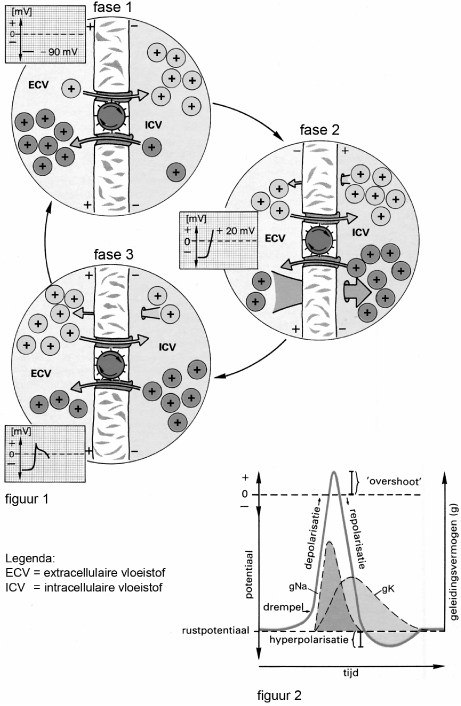 fase 1
[mV]
+
0
−
− 90 mV
ECV
ICV
+ −
+ −
fase 2
[mV]
+
0
−
+ 20 mV
ECV
ICV
+ −
+ −
fase 3
[mV]
+
0
−
ECV
ICV
+ −
+ −
figuur 1
Legenda:
ECV = extracellulaire vloeistof
ICV = intracellulaire vloeistof
+
0
−
'overshoot'
depolarisatie
repolarisatie
potentiaal
geleidingsvermogen (g)
gNa
gK
drempel
rustpotentiaal
hyperpolarisatie
tijd
figuur 2